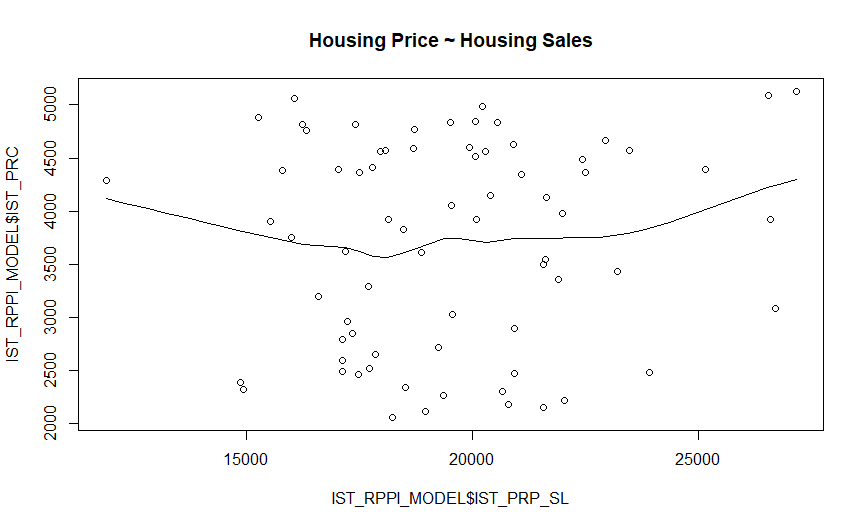 Housing Price ~ Housing Sales
IST_RPPI_MODEL$IST_PRC
5000
4500
4000
3500
3000
2500
2000
15000 20000 25000
IST_RPPI_MODEL$IST_PRP_SL